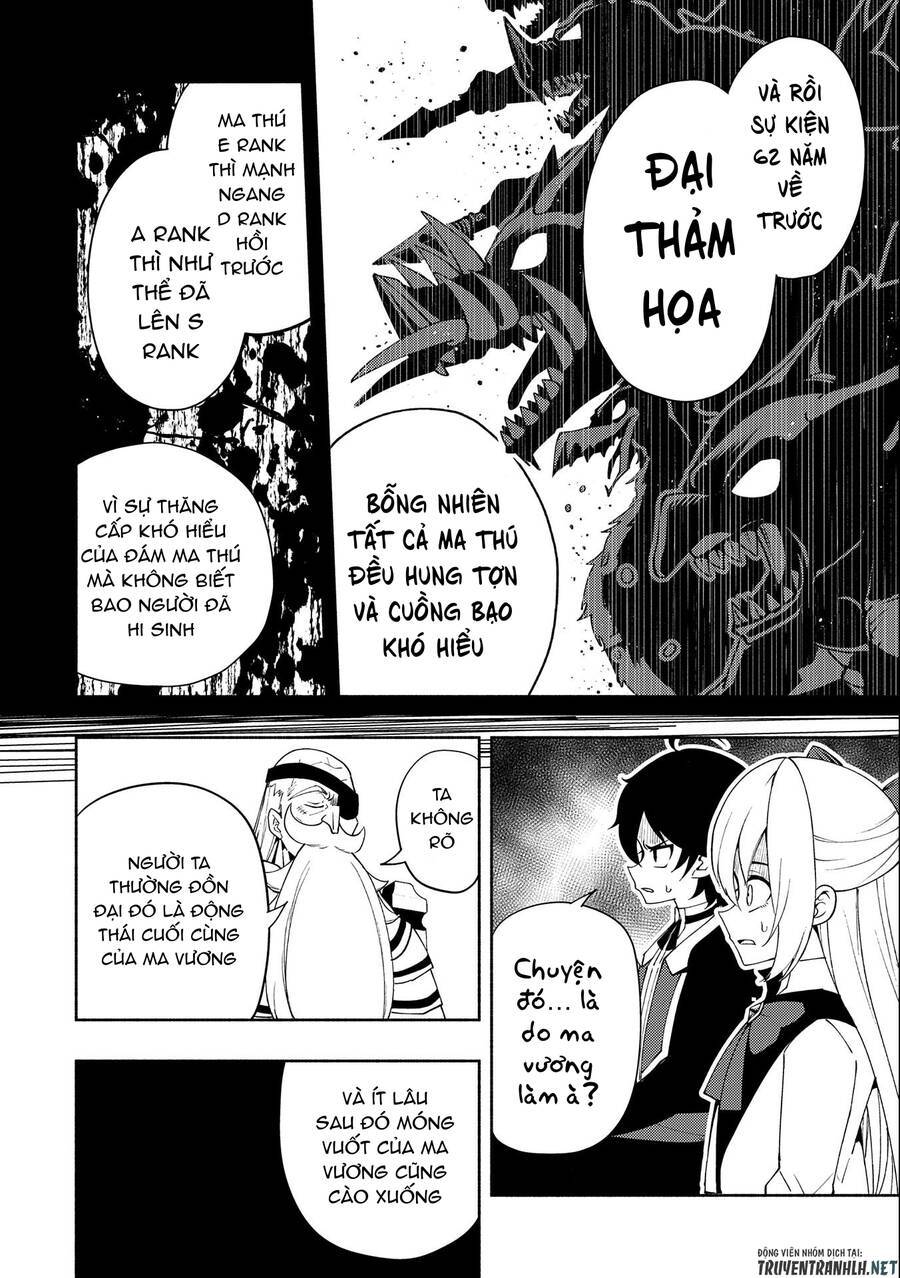 VÀ RỒI
SỰ KIỆN
62 NĂM
VỀ
TRƯỚC
ĐẠI
THẢM
HỌA
BỖNG NHIÊN
TẤT CẢ MA THÚ
ĐỀU HUNG TỢN
VÀ CUỒNG BẠO
KHÓ HIỂU
MA THÚ
E RANK
THÌ MẠNH
NGANG
D RANK
HỒI
TRƯỚC
A RANK
THÌ NHƯ
THỂ ĐÃ
LÊN S
RANK
VÌ SỰ THĂNG
CẤP KHÓ HIỂU
CỦA ĐÁM MA THÚ
MÀ KHÔNG BIẾT
BAO NGƯỜI ĐÃ
HI SINH
Chuyện
đó... là
do ma
vương
làm à?
TA
KHÔNG
RÕ
NGƯỜI TA
THƯỜNG ĐỒN
ĐẠI ĐÓ LÀ ĐỘNG
THÁI CUỐI CÙNG
CỦA MA VƯƠNG
VÀ ÍT LÂU
SAU ĐÓ MÓNG
VUỐT CỦA MA
VƯƠNG CŨNG
CÀO XUỐNG
ĐỘNG VIÊN NHÓM DỊCH TẠI:
TRUYENTRANHLH.NET